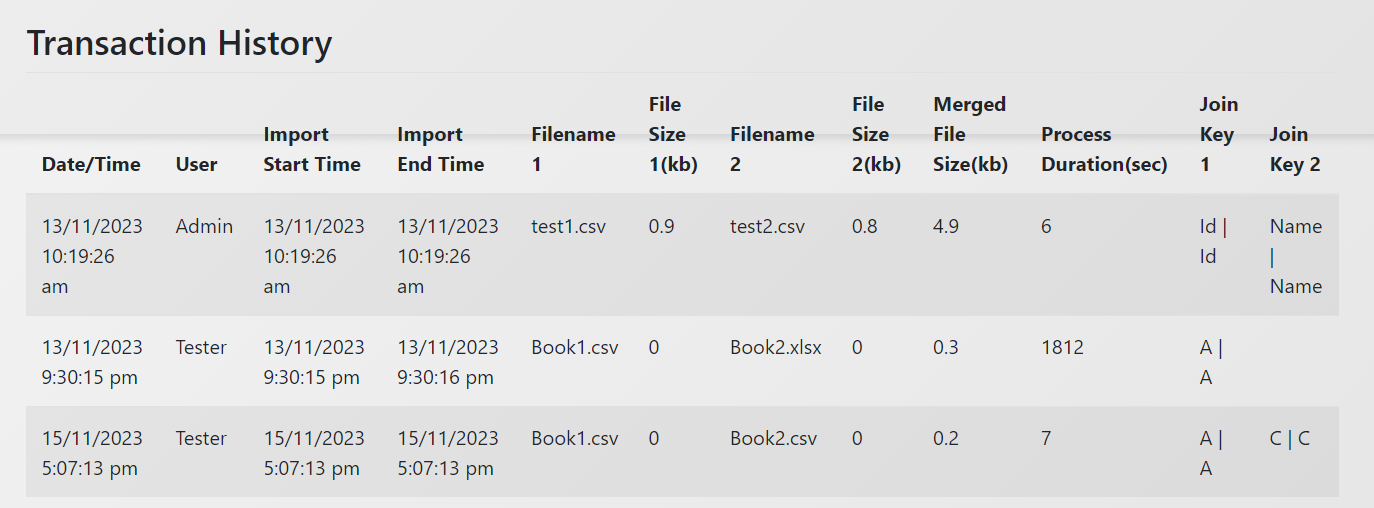 Transaction History
Date/Time User Import Start Time Import End Time Filename 1 File Size 1(kb) Filename 2 File Size 2(kb) Merged File Size(kb) Process Duration(sec) Join Key 1 Join Key 2
13/11/2023 10:19:26 am Admin 13/11/2023 10:19:26 am 13/11/2023 10:19:26 am test1.csv 0.9 test2.csv 0.8 4.9 6 Id | Id Name | Name
13/11/2023 9:30:15 pm Tester 13/11/2023 9:30:15 pm 13/11/2023 9:30:16 pm Book1.csv 0 Book2.xlsx 0 0.3 1812 A | A
15/11/2023 5:07:13 pm Tester 15/11/2023 5:07:13 pm 15/11/2023 5:07:13 pm Book1.csv 0 Book2.csv 0 0.2 7 A | A C | C